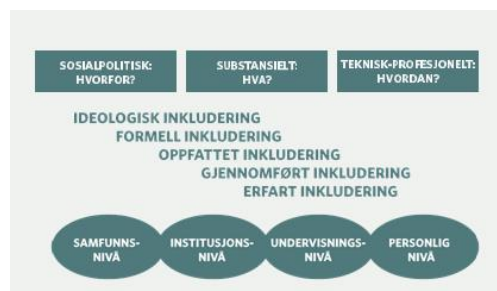 SOSIALPOLITISK:
HVORFOR?
SUBSTANSIELT:
HVA?
TEKNISK-PROFESJONELT:
HVORDAN?
IDEOLOGISK INKLUDERING
FORMELL INKLUDERING
OPPFATTET INKLUDERING
GJENNOMFØRT INKLUDERING
ERFART INKLUDERING
SAMFUNNS-
NIVÅ
INSTITUSJONS-
NIVÅ
UNDERVISNINGS-
NIVÅ
PERSONLIG
NIVÅ